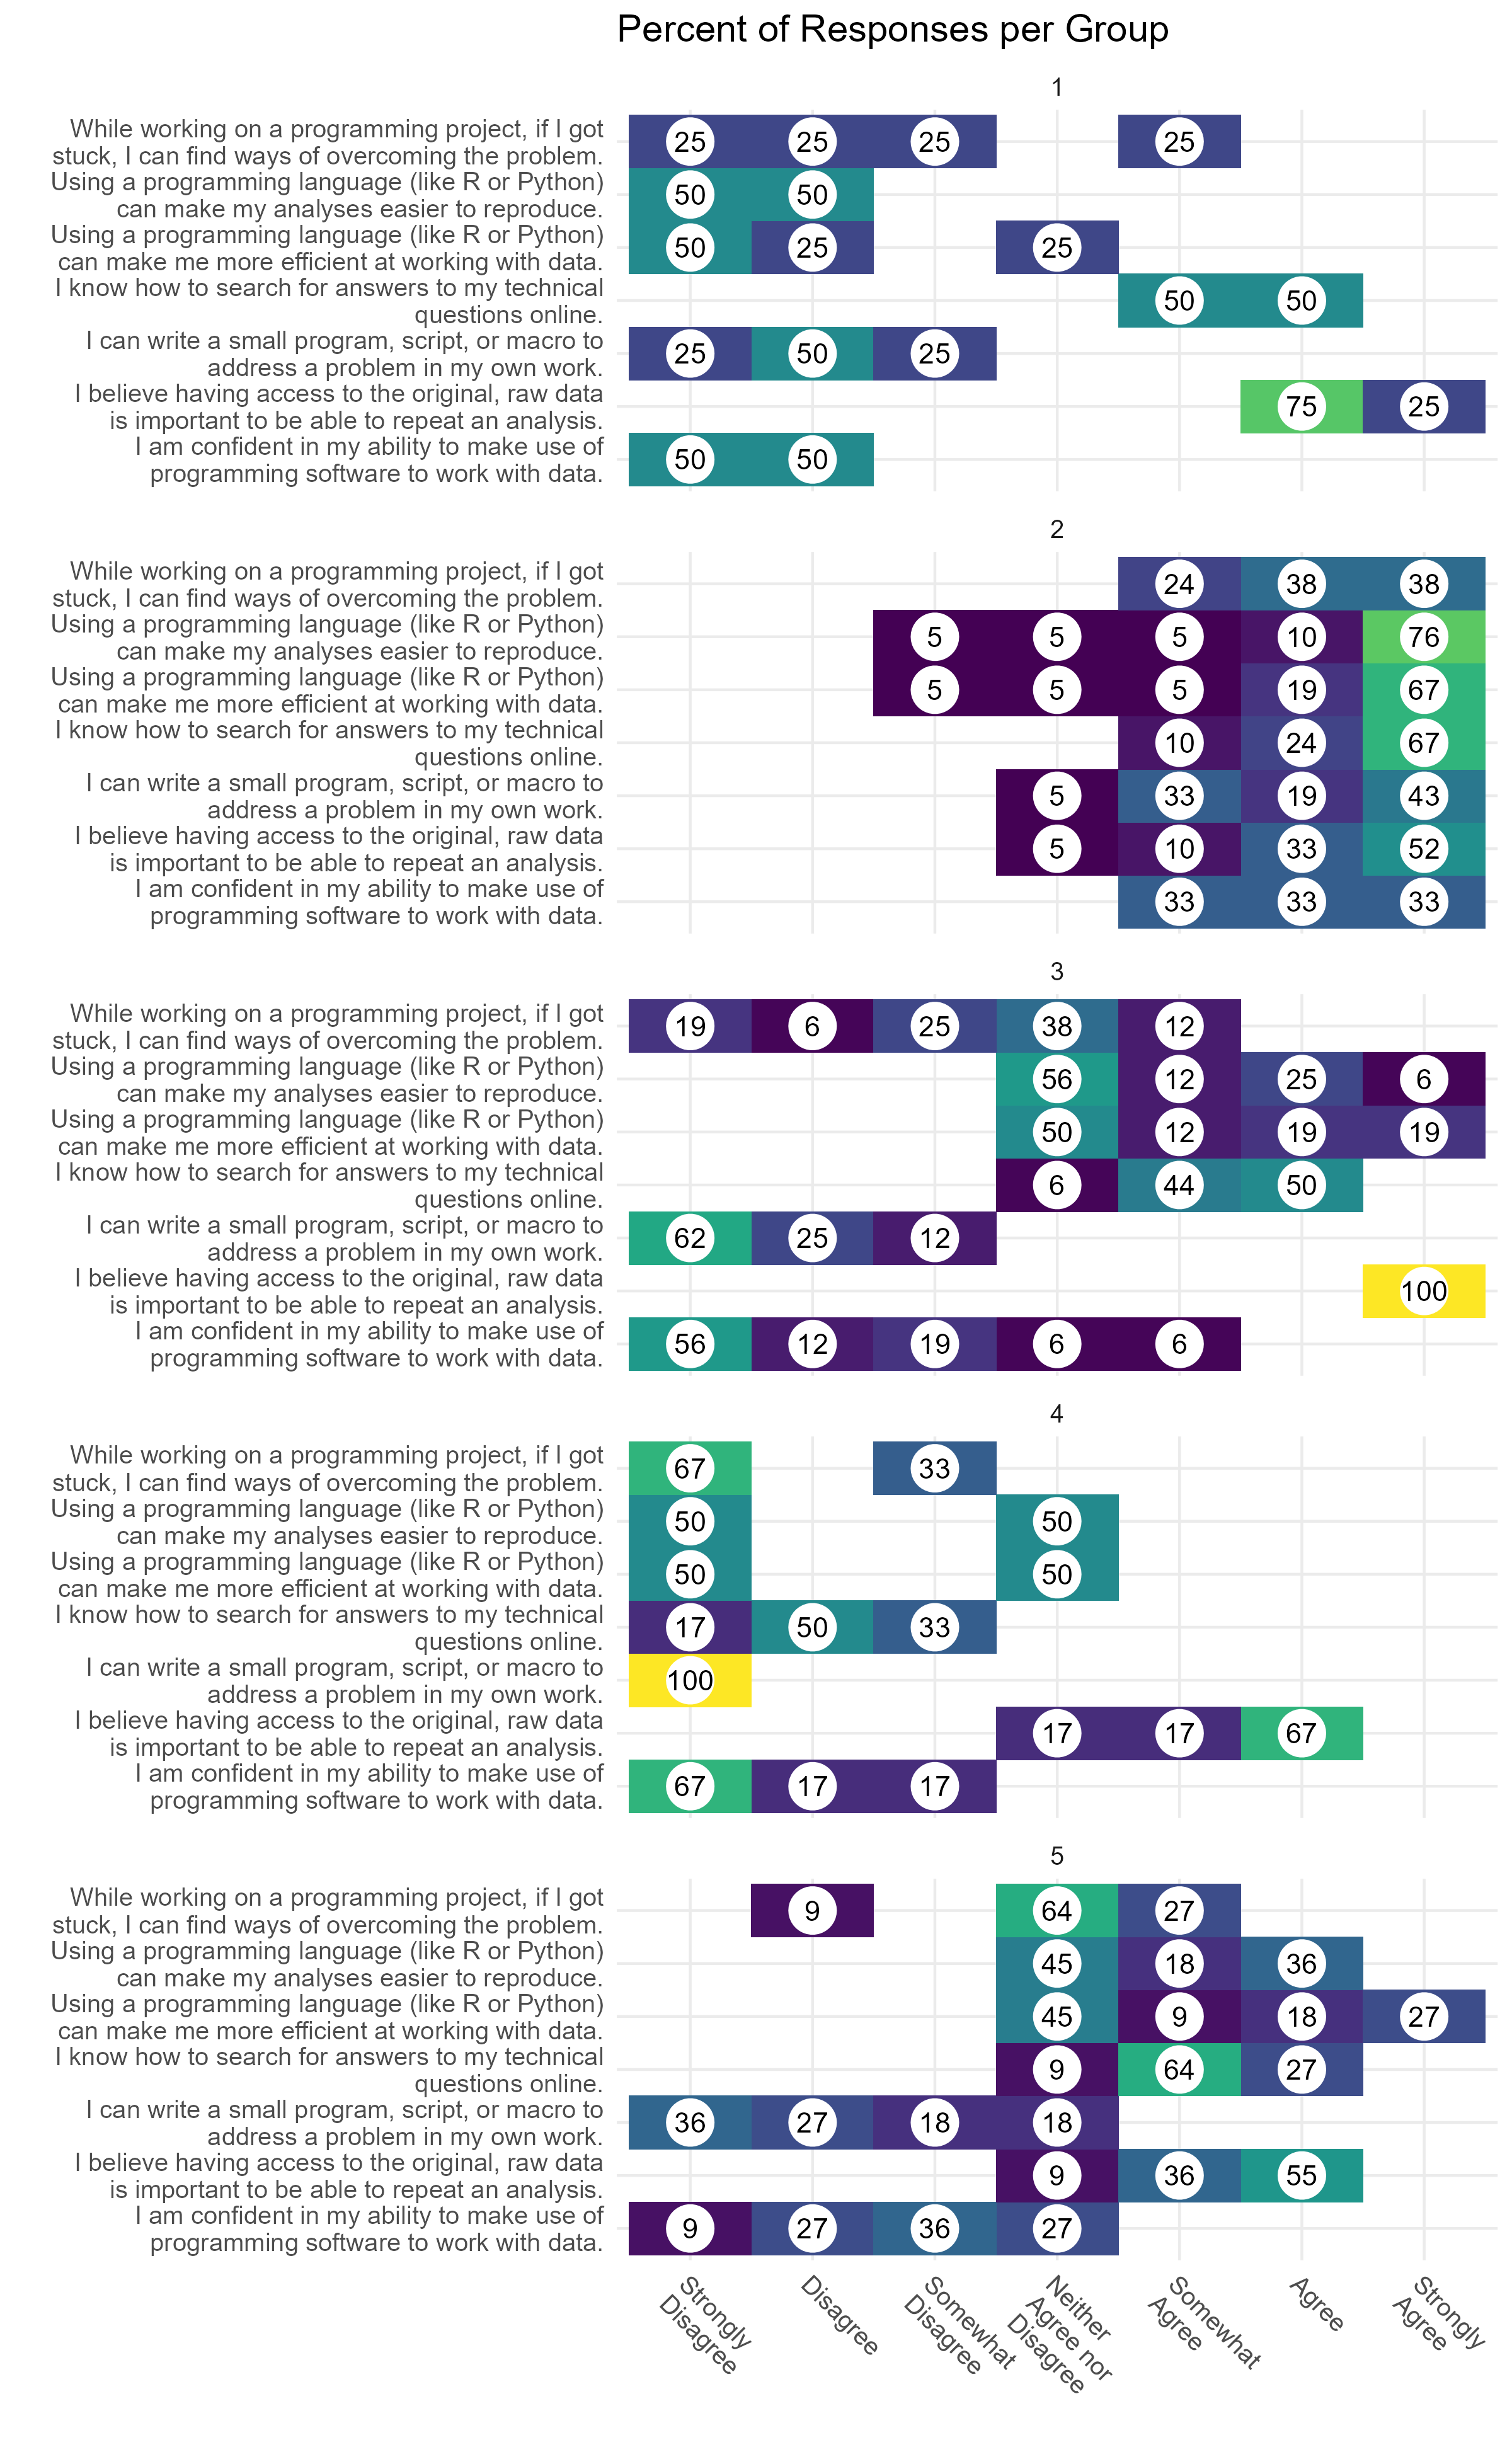 Percent of Responses per Group
1
While working on a programming project, if I got
stuck, I can find ways of overcoming the problem.
25 25 25 25
Using a programming language (like R or Python)
can make my analyses easier to reproduce.
50 50
Using a programming language (like R or Python)
can make me more efficient at working with data.
50 25 25
I know how to search for answers to my technical
questions online.
50 50
I can write a small program, script, or macro to
address a problem in my own work.
25 50 25
I believe having access to the original, raw data
is important to be able to repeat an analysis.
75 25
I am confident in my ability to make use of
programming software to work with data.
50 50
2
While working on a programming project, if I got
stuck, I can find ways of overcoming the problem.
24 38 38
Using a programming language (like R or Python)
can make my analyses easier to reproduce.
5 5 5 10 76
Using a programming language (like R or Python)
can make me more efficient at working with data.
5 5 5 19 67
I know how to search for answers to my technical
questions online.
10 24 67
I can write a small program, script, or macro to
address a problem in my own work.
5 33 19 43
I believe having access to the original, raw data
is important to be able to repeat an analysis.
5 10 33 52
I am confident in my ability to make use of
programming software to work with data.
33 33 33
3
While working on a programming project, if I got
stuck, I can find ways of overcoming the problem.
19 6 25 38 12
Using a programming language (like R or Python)
can make my analyses easier to reproduce.
56 12 25 6
Using a programming language (like R or Python)
can make me more efficient at working with data.
50 12 19 19
I know how to search for answers to my technical
questions online.
6 44 50
I can write a small program, script, or macro to
address a problem in my own work.
62 25 12
I believe having access to the original, raw data
is important to be able to repeat an analysis.
100
I am confident in my ability to make use of
programming software to work with data.
56 12 19 6 6
4
While working on a programming project, if I got
stuck, I can find ways of overcoming the problem.
67 33
Using a programming language (like R or Python)
can make my analyses easier to reproduce.
50 50
Using a programming language (like R or Python)
can make me more efficient at working with data.
50 50
I know how to search for answers to my technical
questions online.
17 50 33
I can write a small program, script, or macro to
address a problem in my own work.
100
I believe having access to the original, raw data
is important to be able to repeat an analysis.
17 17 67
I am confident in my ability to make use of
programming software to work with data.
67 17 17
5
While working on a programming project, if I got
stuck, I can find ways of overcoming the problem.
9 64 27
Using a programming language (like R or Python)
can make my analyses easier to reproduce.
45 18 36
Using a programming language (like R or Python)
can make me more efficient at working with data.
45 9 18 27
I know how to search for answers to my technical
questions online.
9 64 27
I can write a small program, script, or macro to
address a problem in my own work.
36 27 18 18
I believe having access to the original, raw data
is important to be able to repeat an analysis.
9 36 55
I am confident in my ability to make use of
programming software to work with data.
9 27 36 27
Strongly
Disagree
Disagree
Somewhat
Disagree
Neither
Agree nor
Disagree
Somewhat
Agree
Agree
Strongly
Agree